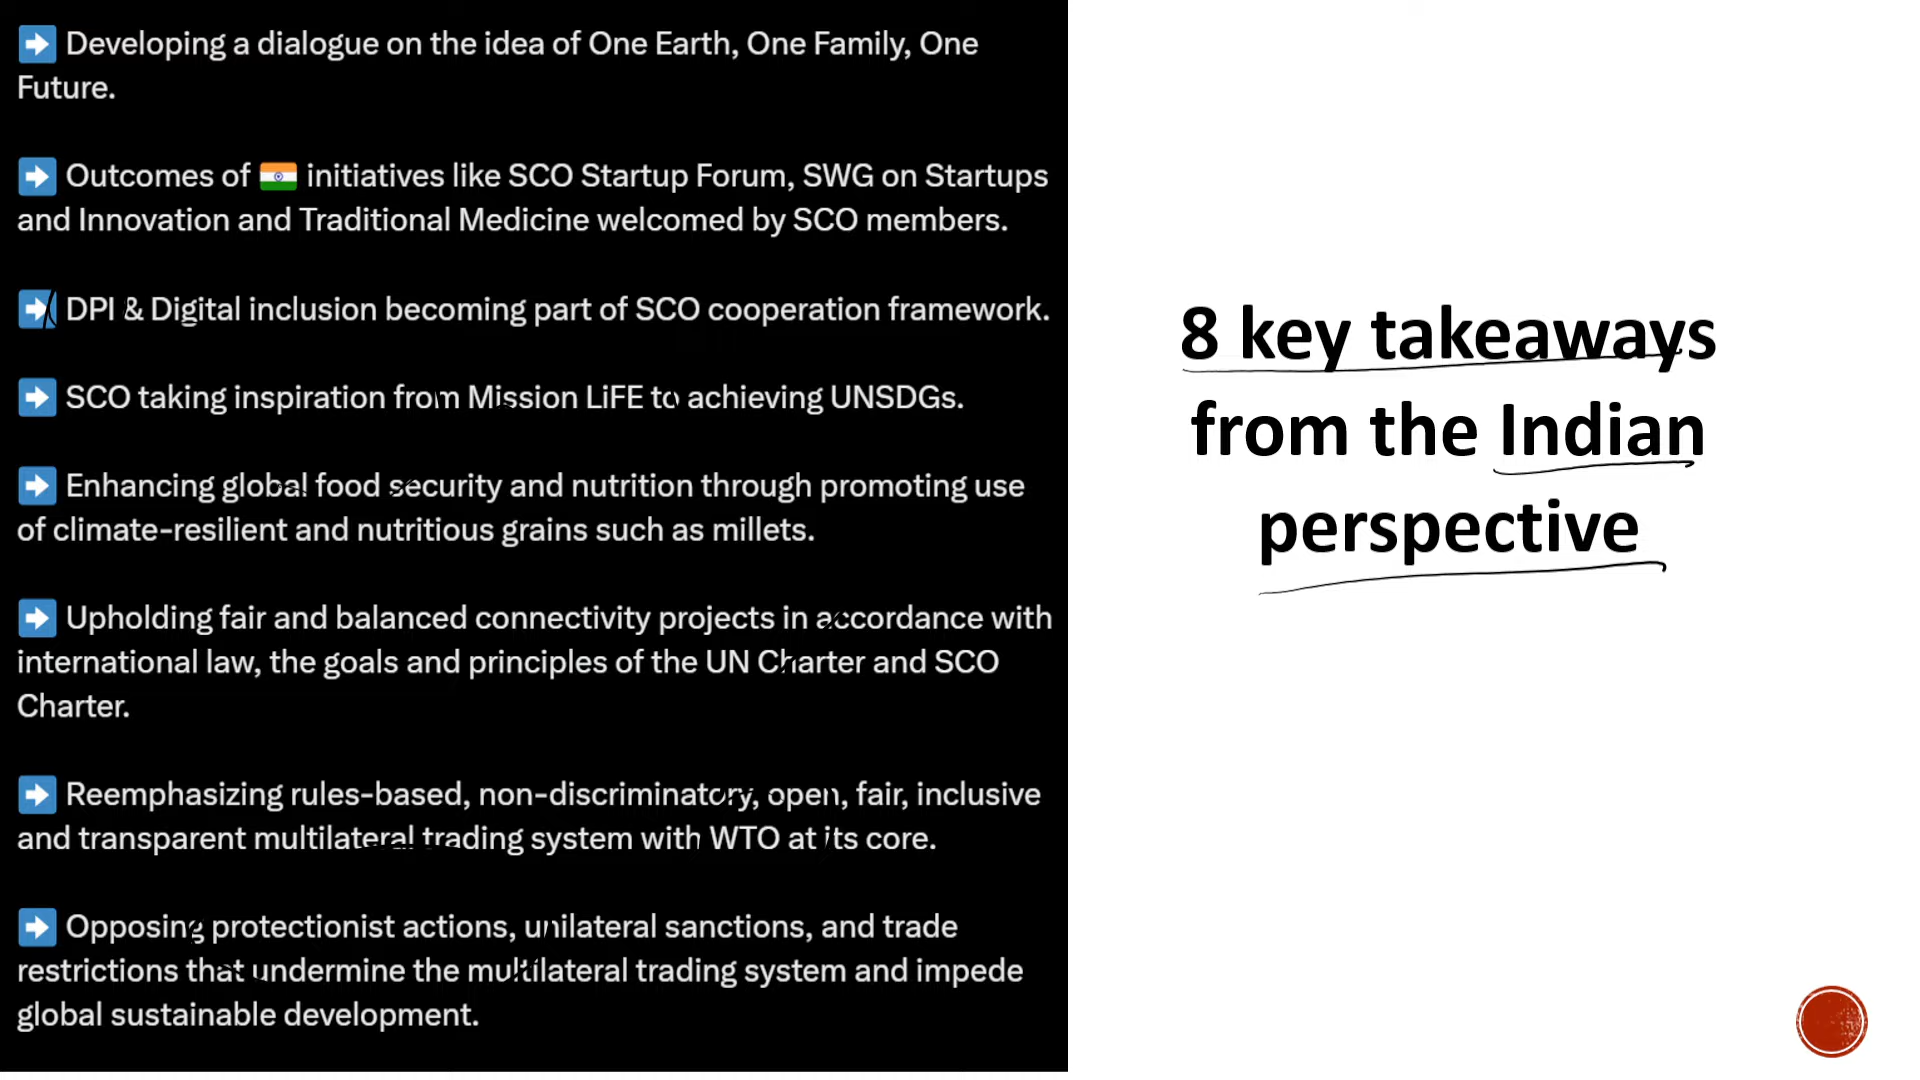 ➡️ Developing a dialogue on the idea of One Earth, One Family, One
Future.
➡️ Outcomes of 🇮🇳 initiatives like SCO Startup Forum, SWG on Startups
and Innovation and Traditional Medicine welcomed by SCO members.
➡️ DPI & Digital inclusion becoming part of SCO cooperation framework.
➡️ SCO taking inspiration from Mission LiFE to achieving UNSDGs.
➡️ Enhancing global food security and nutrition through promoting use
of climate-resilient and nutritious grains such as millets.
➡️ Upholding fair and balanced connectivity projects in accordance with
international law, the goals and principles of the UN Charter and SCO
Charter.
➡️ Reemphasizing rules-based, non-discriminatory, open, fair, inclusive
and transparent multilateral trading system with WTO at its core.
➡️ Opposing protectionist actions, unilateral sanctions, and trade
restrictions that undermine the multilateral trading system and impede
global sustainable development.
8 key takeaways
from the Indian
perspective